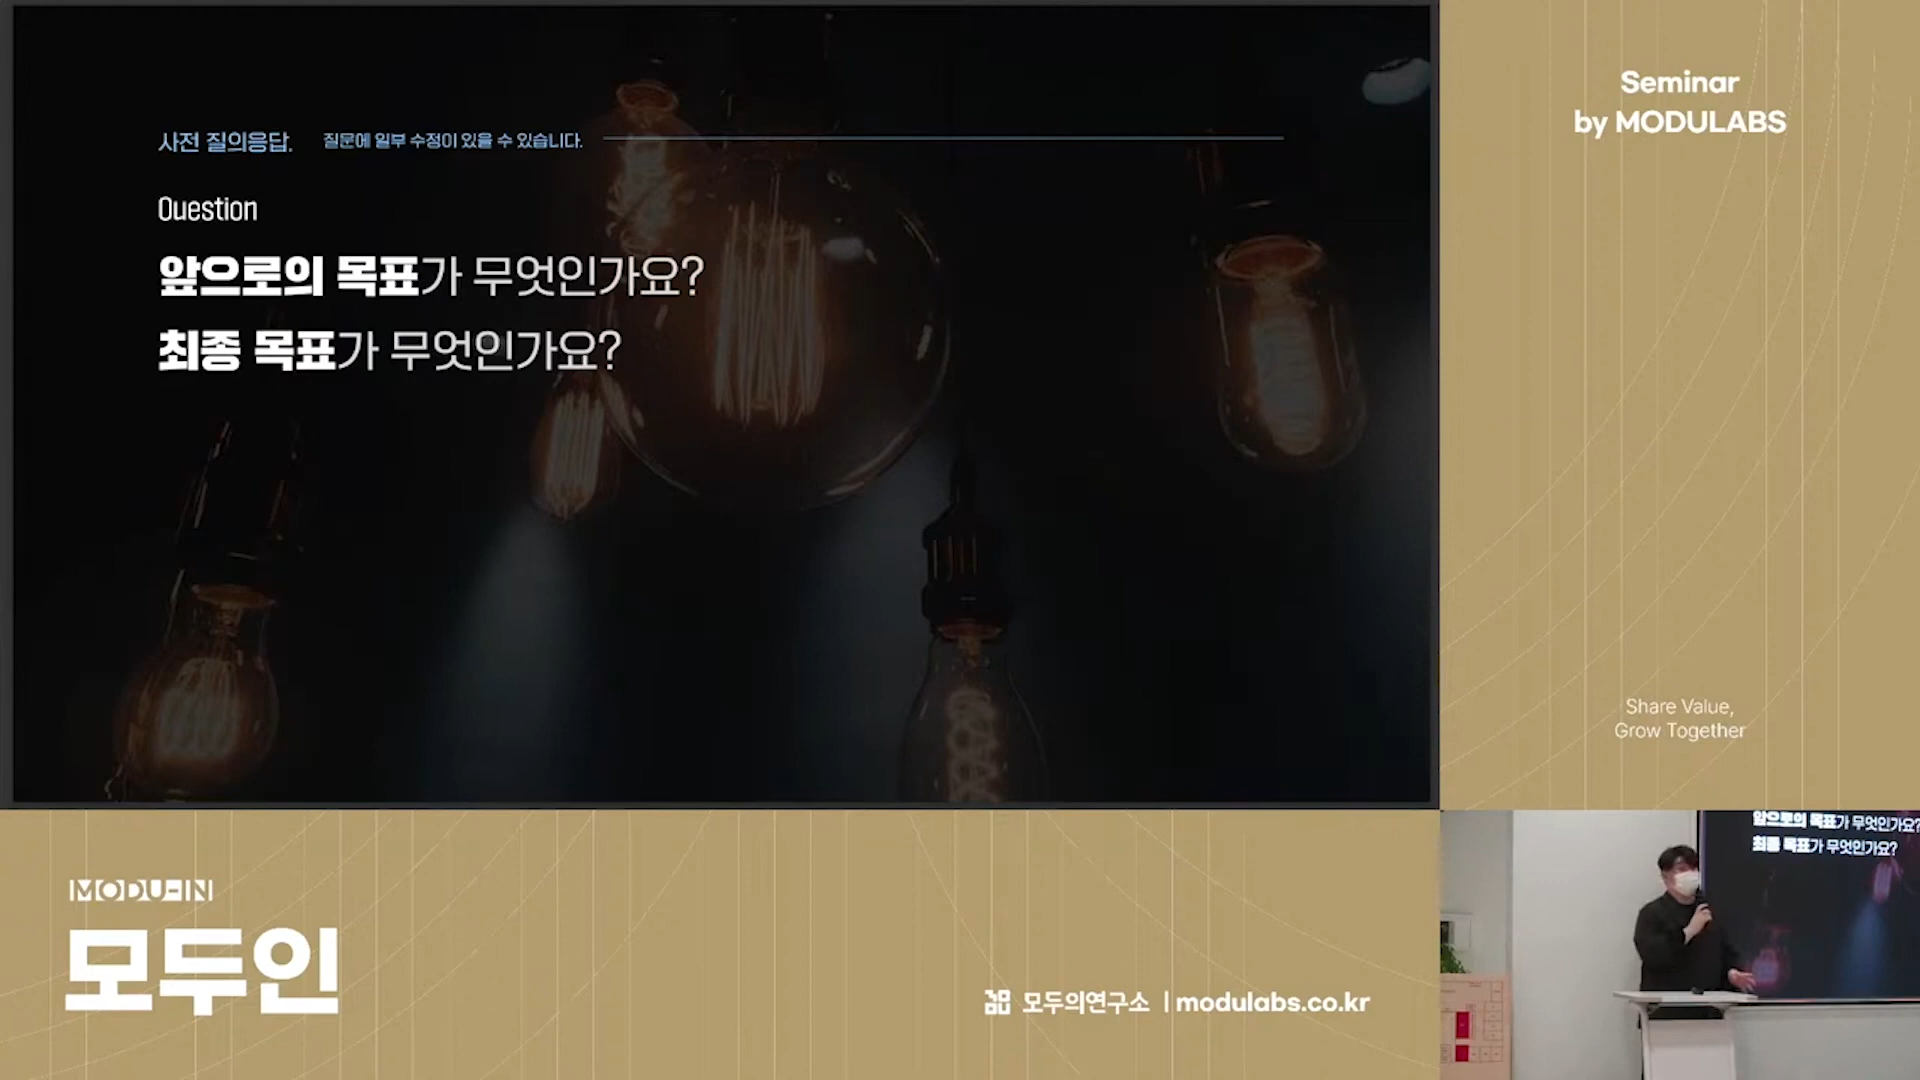 사전 질의응답.
질문에 일부 수정이 있을 수 있습니다.
Question
앞으로의 목표가 무엇인가요?
최종 목표가 무엇인가요?
Seminar
by MODULABS
Share Value,
Grow Together
MODU-IN
모두인
모두의연구소 | modulabs.co.kr
앞으로의 목표가 무엇인가요?
최종 목표가 무엇인가요?